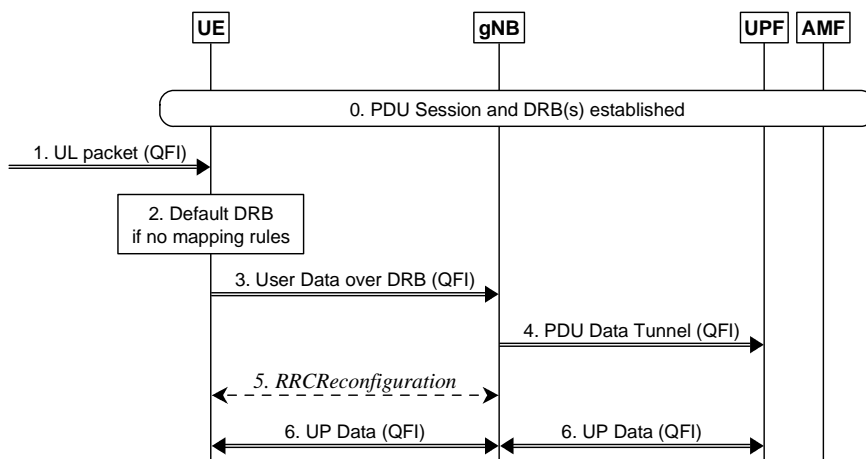 UE
gNB
UPF
AMF
0. PDU Session and DRB(s) established
1. UL packet (QFI)
2. Default DRB
if no mapping rules
3. User Data over DRB (QFI)
4. PDU Data Tunnel (QFI)
5. RRCReconfiguration
6. UP Data (QFI)
6. UP Data (QFI)